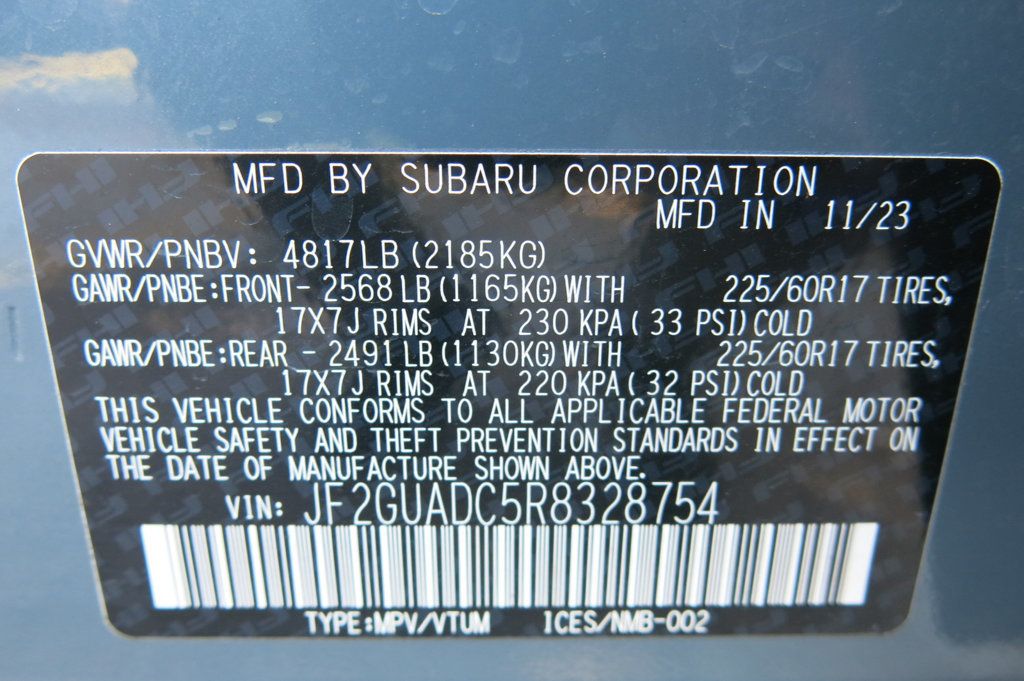 MFD BY SUBARU CORPORATION
MFD IN 11/23
GVWR/PNBV: 4817LB (2185KG)
GAWR/PNBE:FRONT- 2568 LB (1165KG) WITH 225/60R17 TIRES,
17X7J RIMS AT 230 KPA ( 33 PSI) COLD
GAWR/PNBE:REAR - 2491 LB (1130KG) WITH 225/60R17 TIRES,
17X7J RIMS AT 220 KPA ( 32 PSI) COLD
THIS VEHICLE CONFORMS TO ALL APPLICABLE FEDERAL MOTOR
VEHICLE SAFETY AND THEFT PREVENTION STANDARDS IN EFFECT ON
THE DATE OF MANUFACTURE SHOWN ABOVE.
VIN: JF2GUADC5R8328754
TYPE:MPV/VTUM ICES/NMB-002